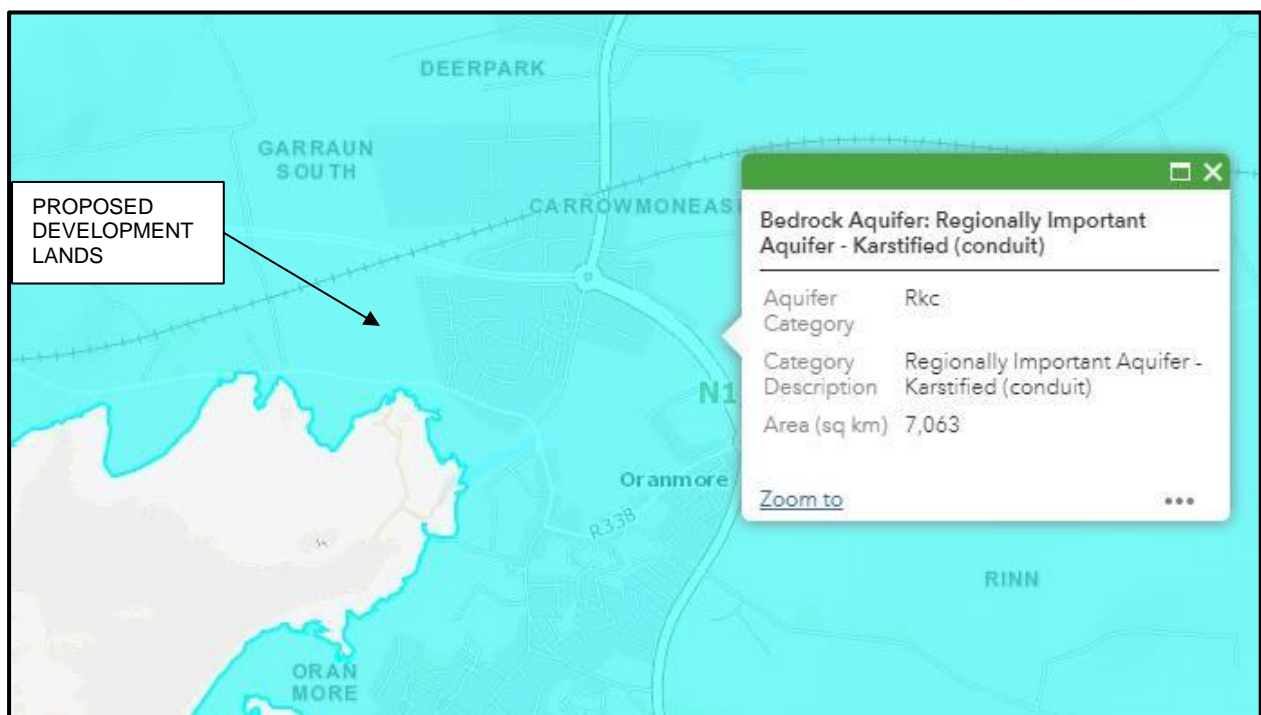 DEERPARK
GARRAUN
SOUTH
PROPOSED
DEVELOPMENT
LANDS
CARROWMONEAS
Bedrock Aquifer: Regionally Important
Aquifer - Karstified (conduit)
Aquifer Category Rkc
Category Description Regionally Important Aquifer - Karstified (conduit)
Area (sq km) 7,063
Zoom to
N1
Oranmore
R338
RINN
ORAN
MORE